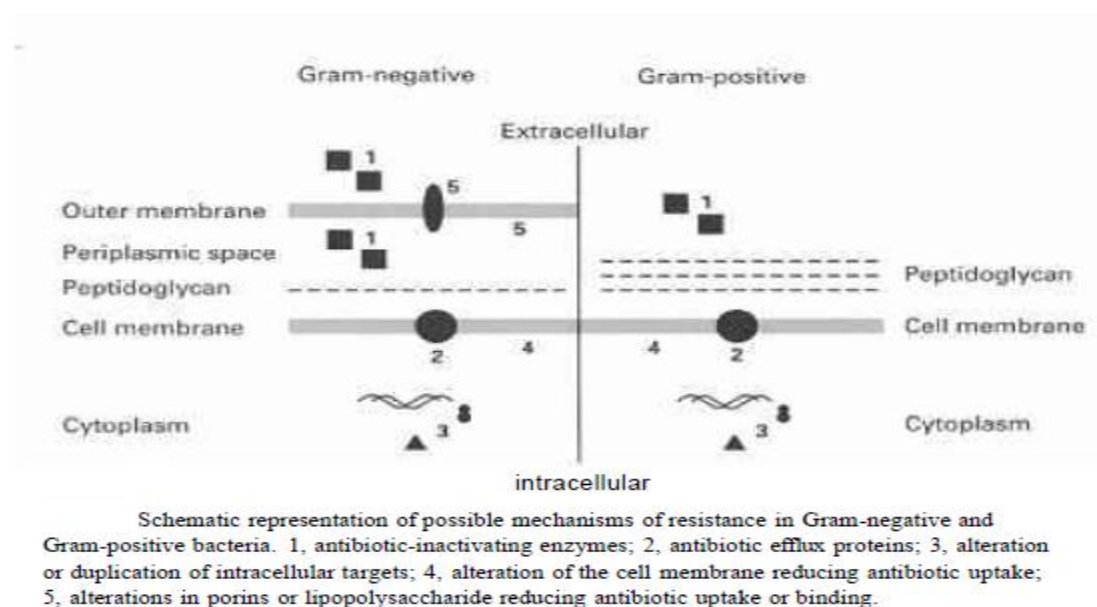 Gram-negative Gram-positive
Extracellular
1
5
Outer membrane 1
5
1
Periplasmic space
Peptidoglycan Peptidoglycan
Cell membrane Cell membrane
2 4 4 2
Cytoplasm 3 3 Cytoplasm
intracellular
Schematic representation of possible mechanisms of resistance in Gram-negative and
Gram-positive bacteria. 1, antibiotic-inactivating enzymes; 2, antibiotic efflux proteins; 3, alteration
or duplication of intracellular targets; 4, alteration of the cell membrane reducing antibiotic uptake;
5, alterations in porins or lipopolysaccharide reducing antibiotic uptake or binding.